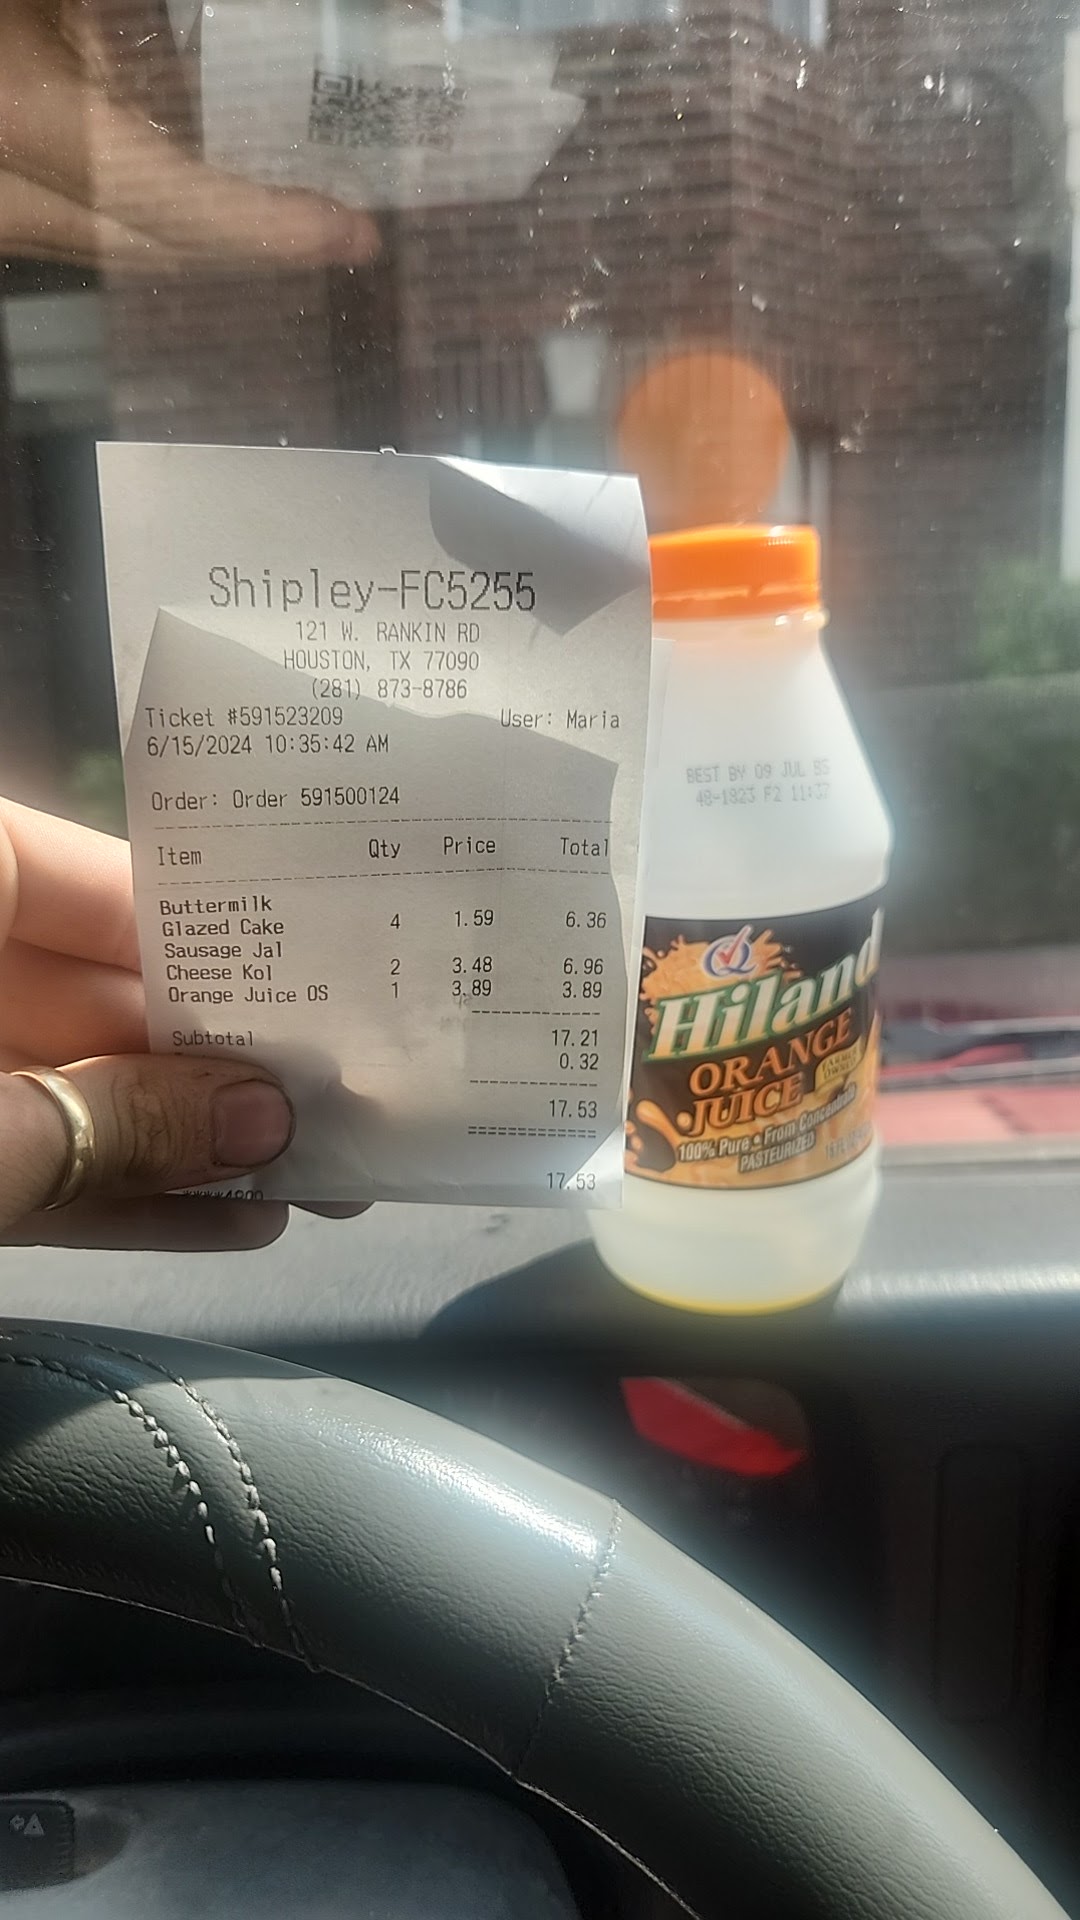 Shipley-FC5255
121 W. RANKIN RD
HOUSTON, TX 77090
(281) 873-8786
Ticket #591523209 User: Maria
6/15/2024 10:35:42 AM
Order: Order 591500124
Item Qty Price Total
Buttermilk
Glazed Cake 4 1.59 6.36
Sausage Jal
Cheese Kol 2 3.48 6.96
Orange Juice OS 1 3.89 3.89
Subtotal 17.21
0.32
17.53
17.53
BEST BY 09 JUL
F2 11:37
Hiland
ORANGE
JUICE
100% Pure • From Concentrate
PASTEURIZED